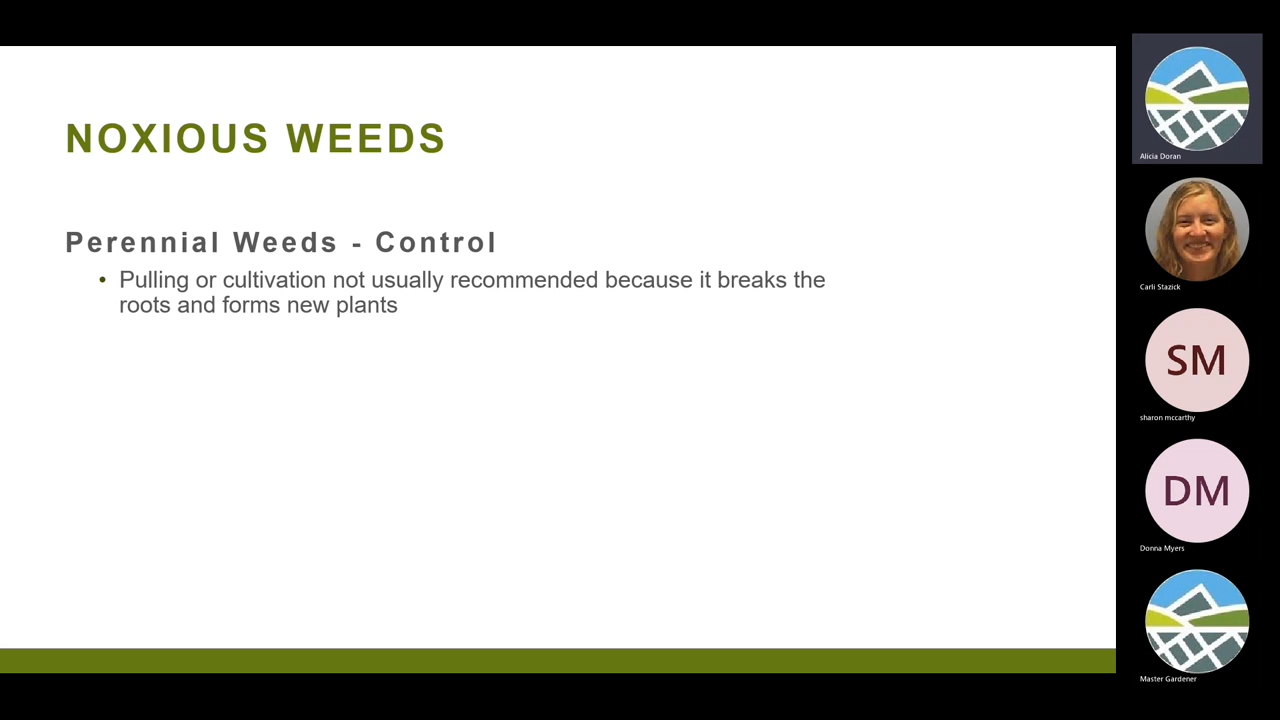 NOXIOUS WEEDS
Perennial Weeds - Control
• Pulling or cultivation not usually recommended because it breaks the
roots and forms new plants
Alicia Doran
Carli Stazick
SM
sharon mccarthy
DM
Donna Myers
Master Gardener